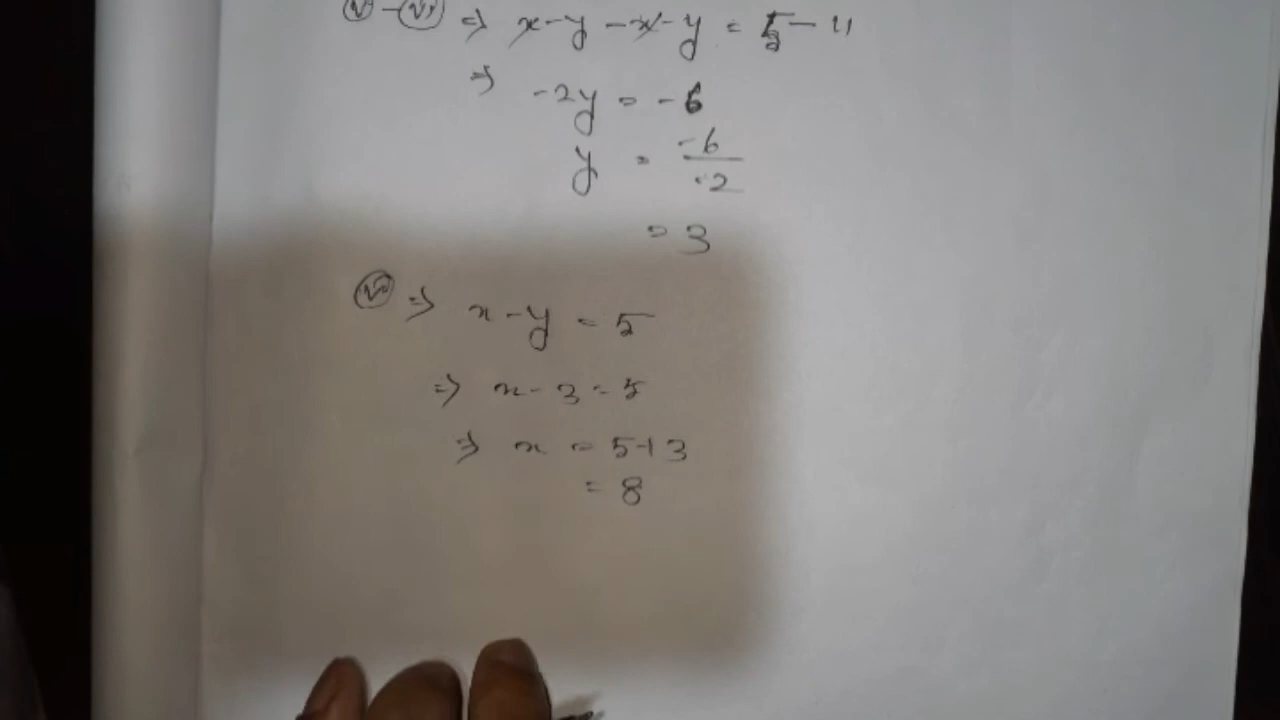 (v) - (vi) ⇒ x - y - x - y = 5 - 11
⇒ -2y = -6
y = -6/-2
= 3
(v) ⇒ x - y = 5
⇒ x - 3 = 5
⇒ x = 5 + 3
= 8